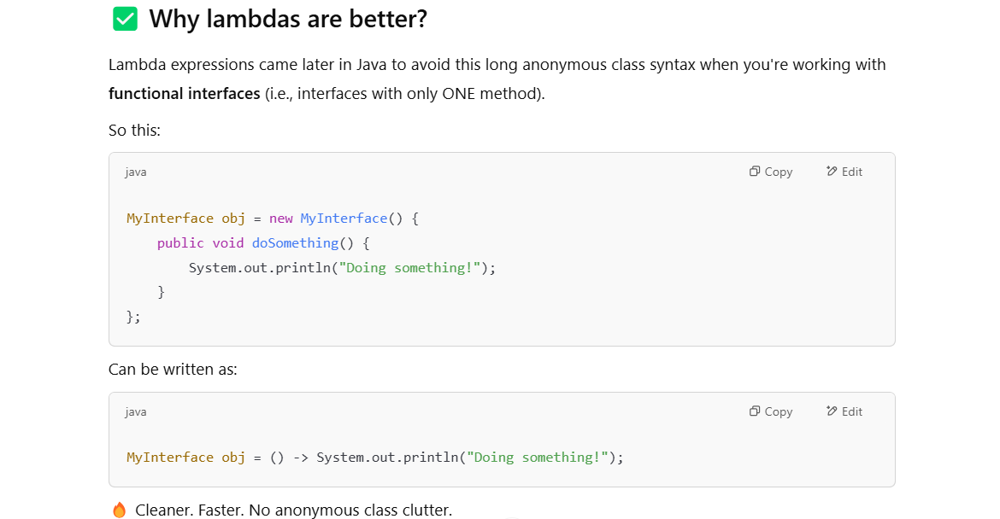 ✅ Why lambdas are better?
Lambda expressions came later in Java to avoid this long anonymous class syntax when you're working with
functional interfaces (i.e., interfaces with only ONE method).
So this:
java Copy Edit
MyInterface obj = new MyInterface() {
    public void doSomething() {
        System.out.println("Doing something!");
    }
};
Can be written as:
java Copy Edit
MyInterface obj = () -> System.out.println("Doing something!");
🔥 Cleaner. Faster. No anonymous class clutter.